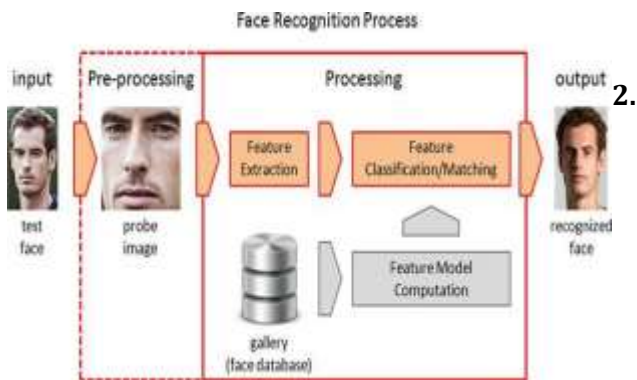 Face Recognition Process
input
Pre-processing
Processing
output
2.
Feature
Extraction
Feature
Classification/Matching
test
face
probe
image
recognized
face
Feature Model
Computation
gallery
(face database)